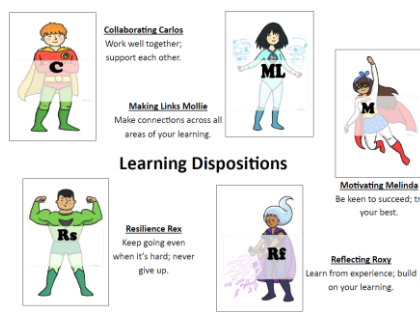 Collaborating Carlos
Work well together;
support each other.
C
ML
Making Links Mollie
Make connections across all
areas of your learning.
M
Learning Dispositions
Motivating Melinda
Be keen to succeed;
your best.
Rs
Resilience Rex
Keep going even
when it's hard; never
give up.
Rf
Reflecting Roxy
Learn from experience; build
on your learning.